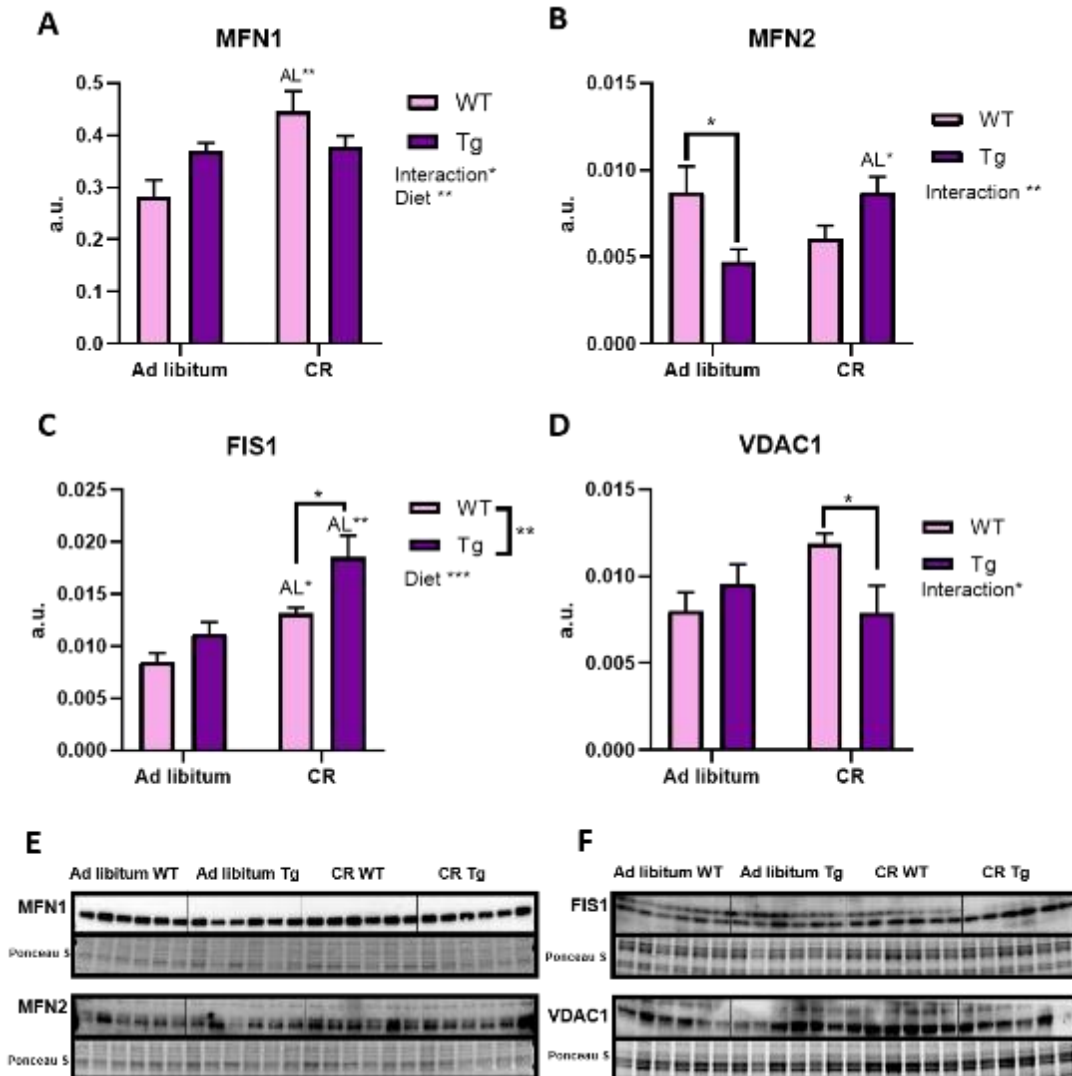 A
MFN1
0.5
0.4
0.3
0.2
0.1
0.0
a.u.
AL**
WT
Tg
Interaction*
Diet **
Ad libitum
CR
B
MFN2
0.015
0.010
0.005
0.000
a.u.
*
AL*
WT
Tg
Interaction **
Ad libitum
CR
C
FIS1
0.025
0.020
0.015
0.010
0.005
0.000
a.u.
*
AL**
AL*
WT
Tg
**
Diet ***
Ad libitum
CR
D
VDAC1
0.015
0.010
0.005
0.000
a.u.
*
WT
Tg
Interaction*
Ad libitum
CR
E
Ad libitum WT Ad libitum Tg CR WT CR Tg
MFN1
Ponceau S
MFN2
Ponceau S
F
Ad libitum WT Ad libitum Tg CR WT CR Tg
FIS1
Ponceau S
VDAC1
Ponceau S